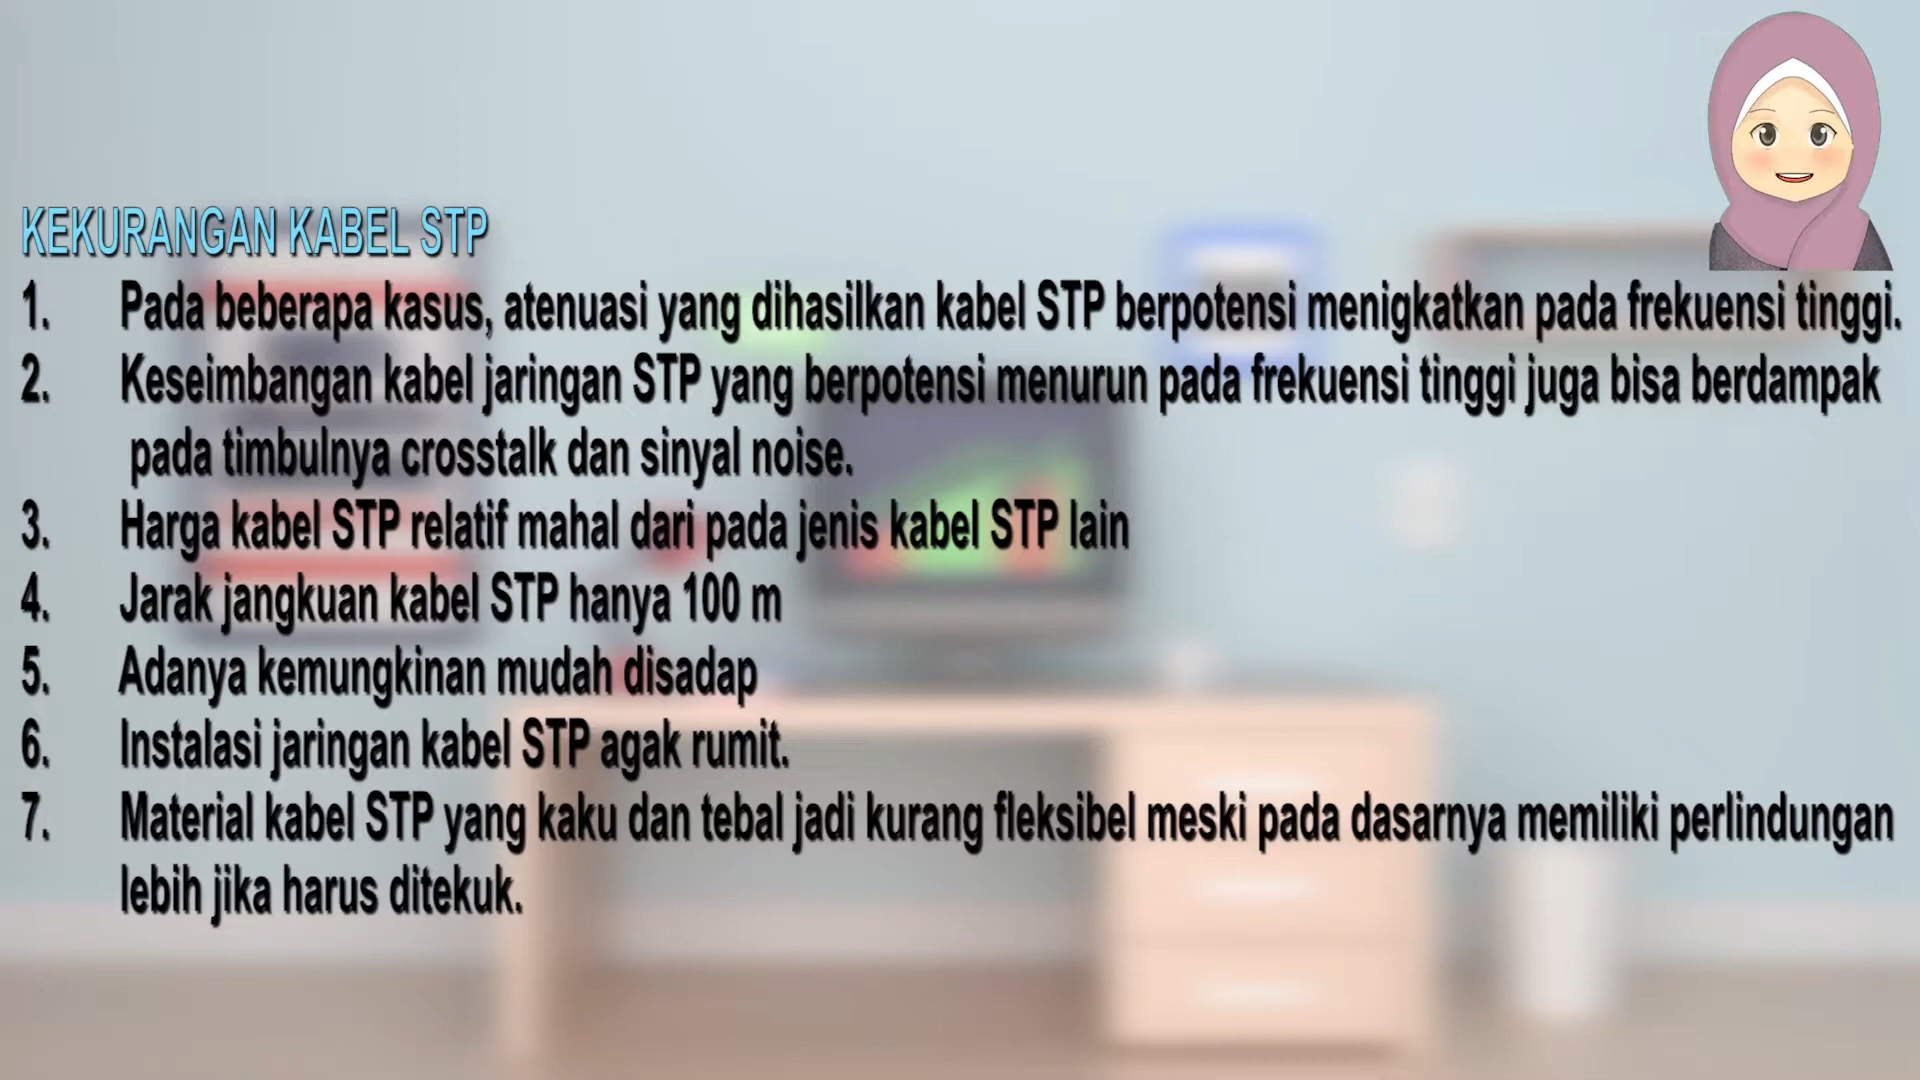 KEKURANGAN KABEL STP
1. Pada beberapa kasus, atenuasi yang dihasilkan kabel STP berpotensi menigkatkan pada frekuensi tinggi.
2. Keseimbangan kabel jaringan STP yang berpotensi menurun pada frekuensi tinggi juga bisa berdampak
pada timbulnya crosstalk dan sinyal noise.
3. Harga kabel STP relatif mahal dari pada jenis kabel STP lain
4. Jarak jangkuan kabel STP hanya 100 m
5. Adanya kemungkinan mudah disadap
6. Instalasi jaringan kabel STP agak rumit.
7. Material kabel STP yang kaku dan tebal jadi kurang fleksibel meski pada dasarnya memiliki perlindungan
lebih jika harus ditekuk.